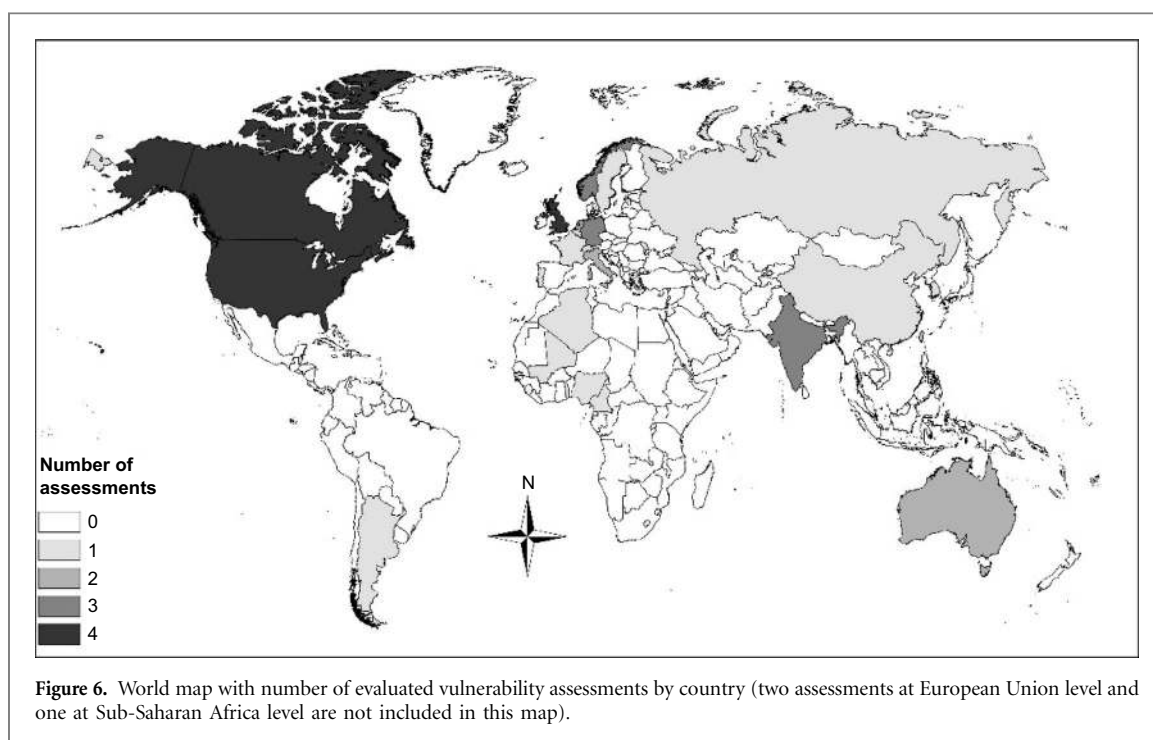 N
Number of
assessments
0
1
2
3
4
Figure 6. World map with number of evaluated vulnerability assessments by country (two assessments at European Union level and
one at Sub-Saharan Africa level are not included in this map).